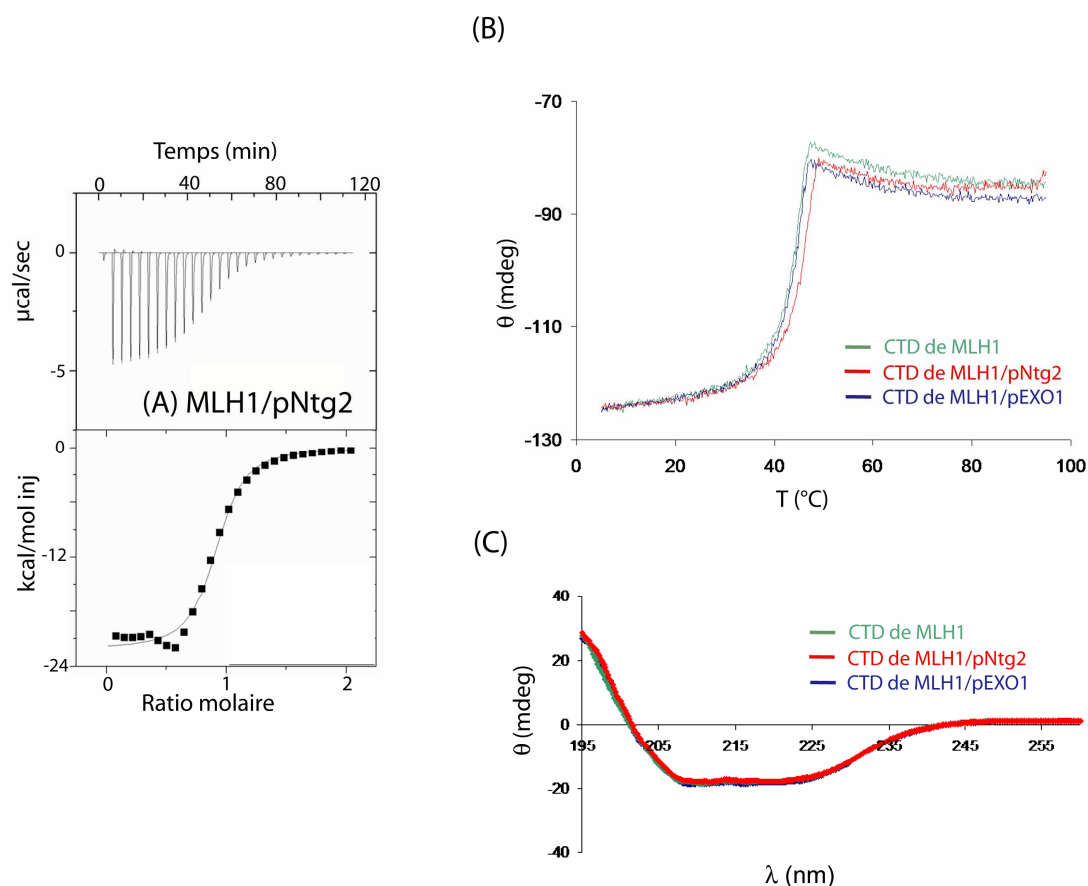 (B)
Temps (min)
0 40 80 120
0
-5
µcal/sec
(A) MLH1/pNtg2
0
-12
-24
kcal/mol inj
0 1 2
Ratio molaire
-70
-90
-110
-130
θ (mdeg)
CTD de MLH1
CTD de MLH1/pNtg2
CTD de MLH1/pEXO1
0 20 40 60 80 100
T (°C)
(C)
40
20
0
-20
-40
θ (mdeg)
CTD de MLH1
CTD de MLH1/pNtg2
CTD de MLH1/pEXO1
195 205 215 225 235 245 255
λ (nm)